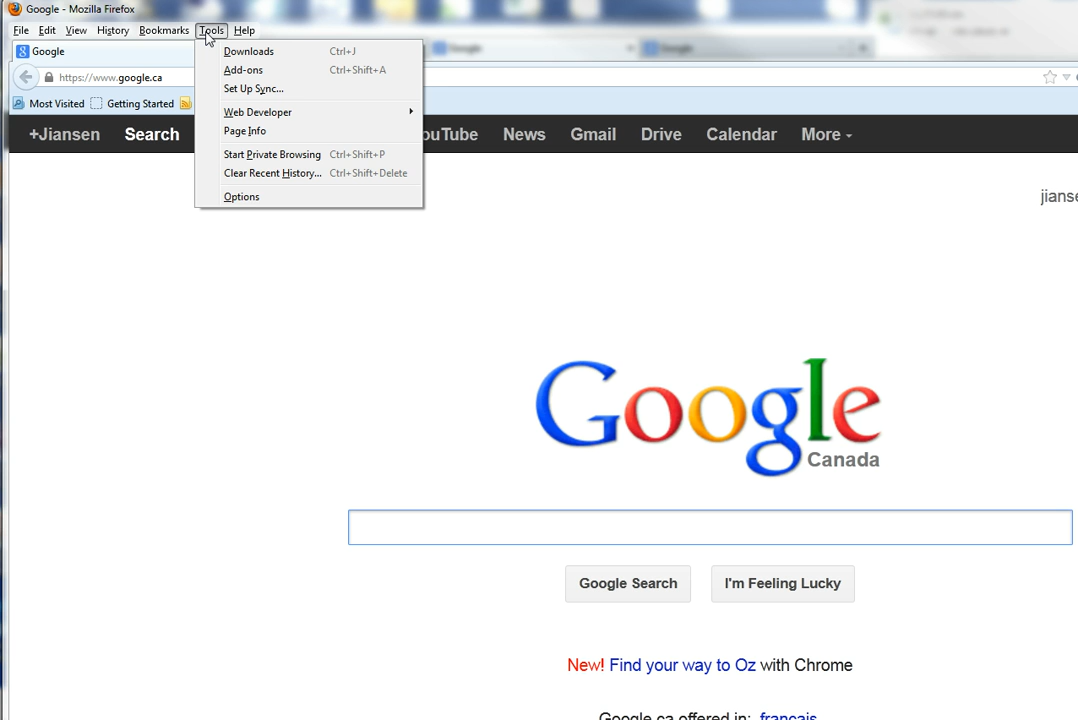 Google - Mozilla Firefox
File Edit View History Bookmarks Tools Help
Google
https://www.google.ca
Most Visited Getting Started
Downloads Ctrl+J
Add-ons Ctrl+Shift+A
Set Up Sync...
Web Developer
Page Info
Start Private Browsing Ctrl+Shift+P
Clear Recent History... Ctrl+Shift+Delete
Options
Google
Google
+Jiansen Search ouTube News Gmail Drive Calendar More
jianse
Google
Canada
Google Search I'm Feeling Lucky
New! Find your way to Oz with Chrome
Google.ca offered in: français